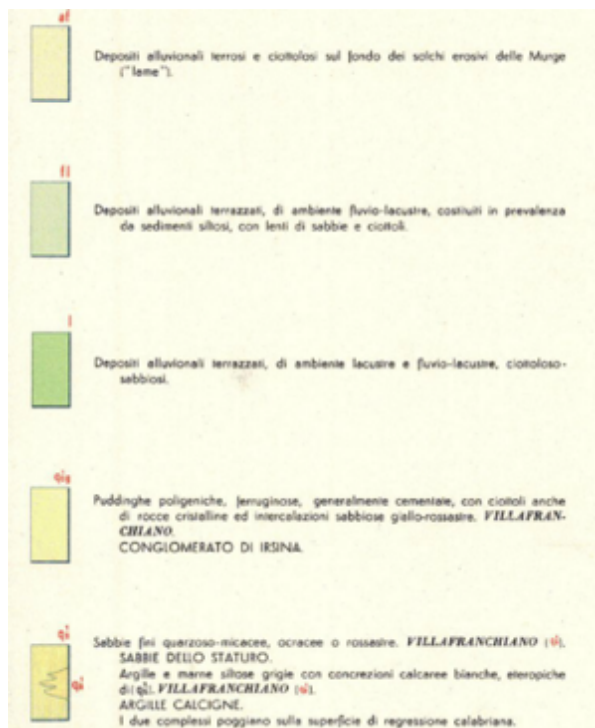 af
Depositi alluvionali terrosi e ciottolosi sul fondo dei solchi erosivi delle Murge
("lame").
fl
Depositi alluvionali terrazzati, di ambiente fluvio-lacustre, costituiti in prevalenza
da sedimenti siltosi, con lenti di sabbie e ciottoli.
l
Depositi alluvionali terrazzati, di ambiente lacustre e fluvio-lacustre, ciottoloso-
sabbiosi.
Puddinghe poligeniche, ferruginose, generalmente cementate, con ciottoli anche
di rocce cristalline ed intercalazioni sabbiose giallo-rossastre. VILLAFRAN-
CHIANO.
CONGLOMERATO DI IRSINA.
Sabbie fini quarzoso-micacee, ocracee o rossastre. VILLAFRANCHIANO
SABBIE DELLO STATURO.
Argille e marne siltose grigie con concrezioni calcaree bianche, eteropiche
di VILLAFRANCHIANO
ARGILLE CALCIGNE.
I due complessi poggiano sulla superficie di regressione calabriana.